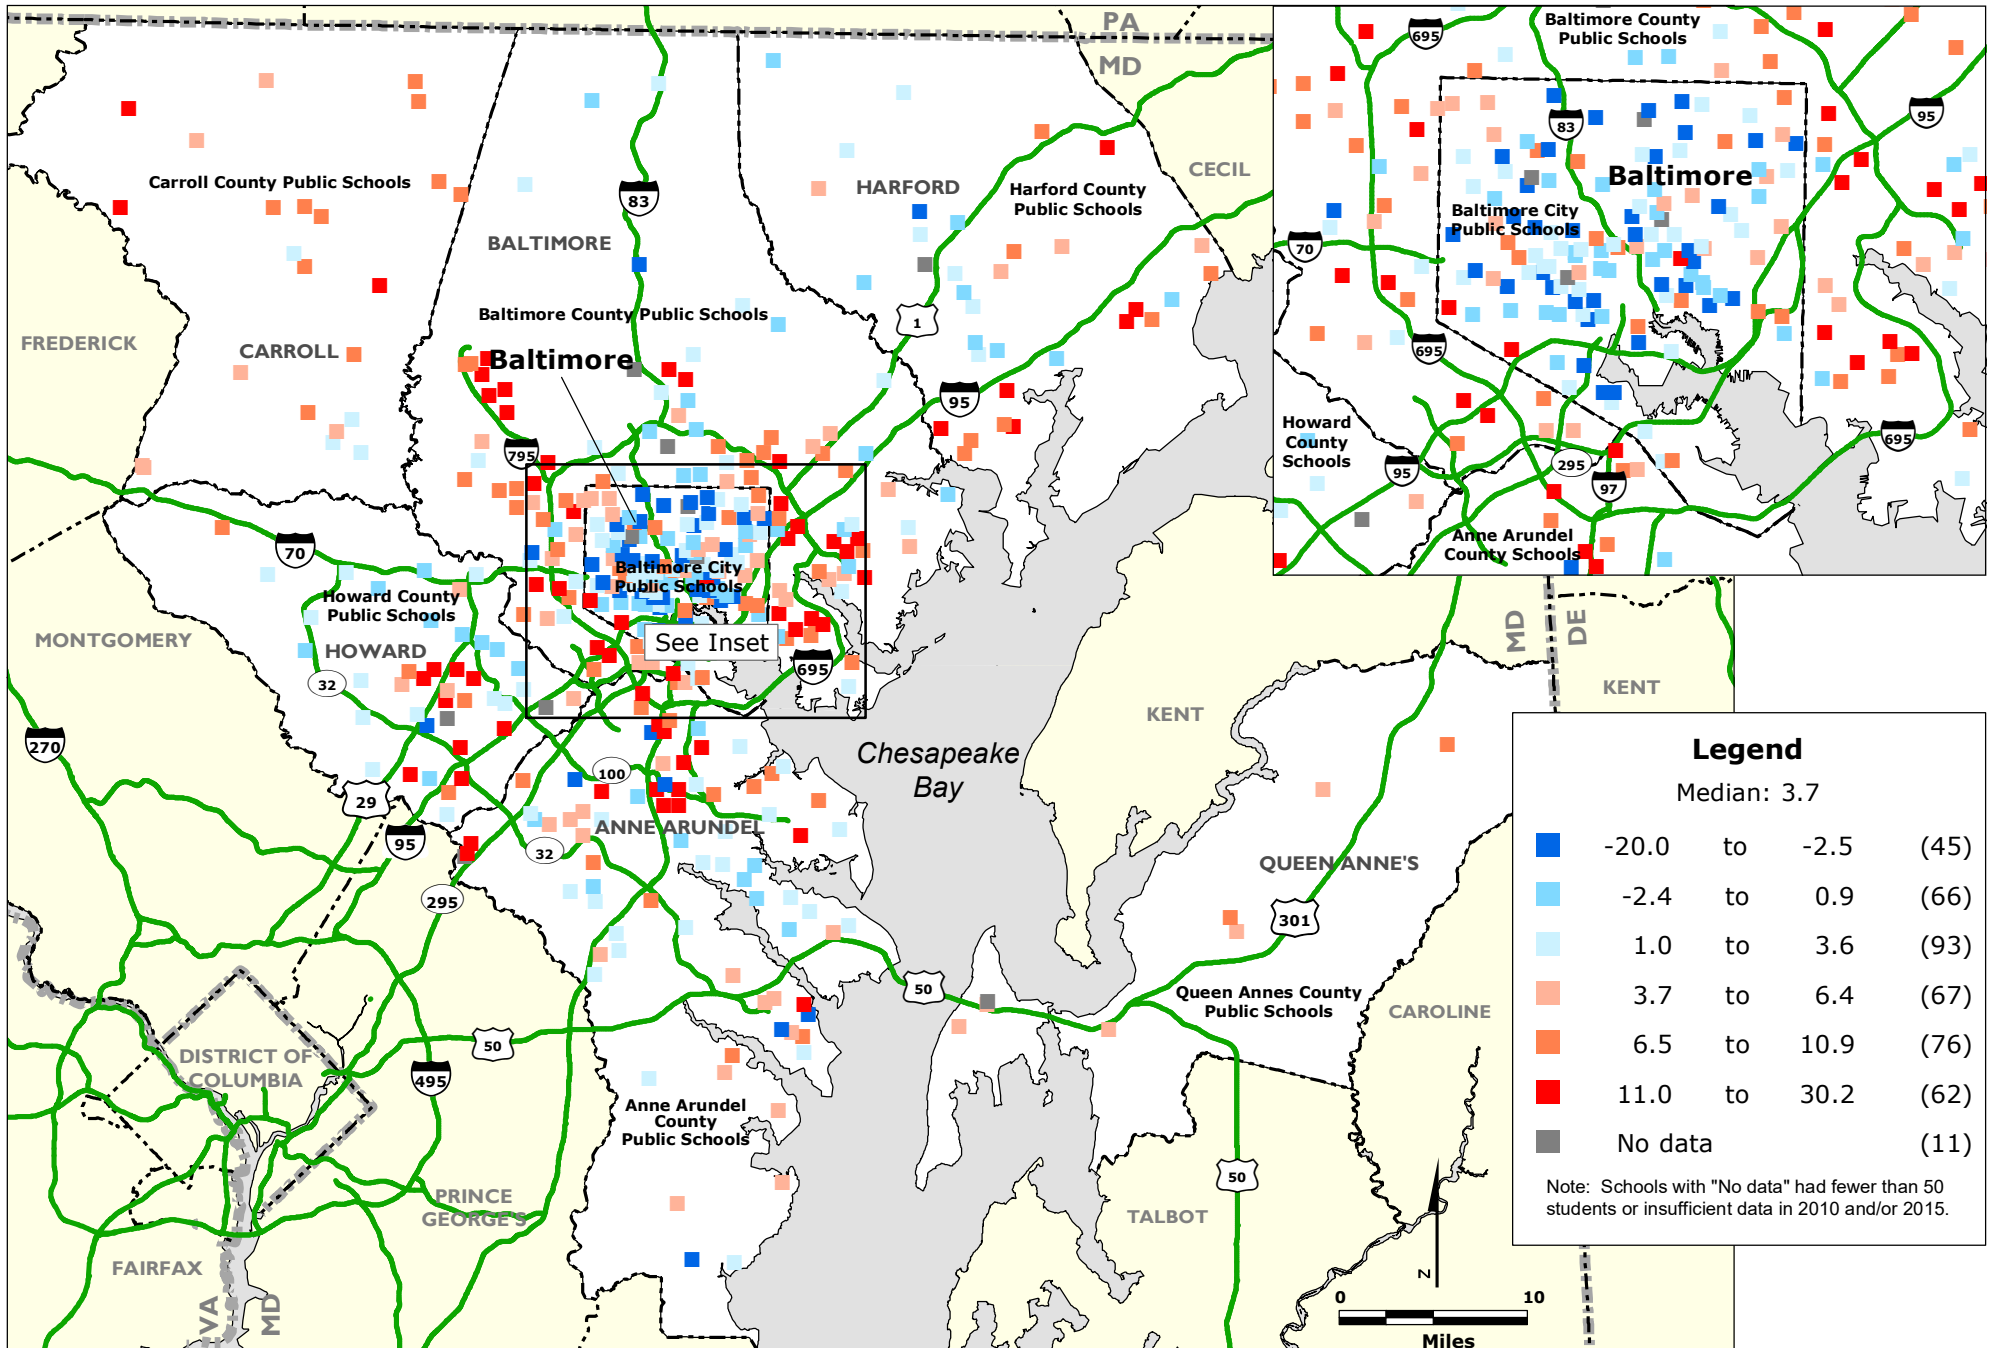 PA
MD
Carroll County Public Schools
83
HARFORD
Harford County
Public Schools
CECIL
BALTIMORE
Baltimore County Public Schools
1
FREDERICK
CARROLL
Baltimore
95
795
70
Baltimore City
Public Schools
Howard County
Public Schools
MONTGOMERY
HOWARD
See Inset
695
32
270
KENT
Chesapeake
Bay
100
29
95
32
ANNE ARUNDEL
295
QUEEN ANNE'S
301
50
Queen Annes County
Public Schools
CAROLINE
DISTRICT OF
COLUMBIA
50
495
Anne Arundel
County
Public Schools
50
PRINCE
GEORGE'S
TALBOT
FAIRFAX
VA
MD
MD
DE
KENT
Baltimore County
Public Schools
695
83
95
Baltimore
Baltimore City
Public Schools
70
695
Howard
County
Schools
95
295
97
695
Anne Arundel
County Schools
Legend
Median: 3.7
-20.0 to -2.5 (45)
-2.4 to 0.9 (66)
1.0 to 3.6 (93)
3.7 to 6.4 (67)
6.5 to 10.9 (76)
11.0 to 30.2 (62)
No data (11)
Note: Schools with "No data" had fewer than 50
students or insufficient data in 2010 and/or 2015.
N
0 10
Miles